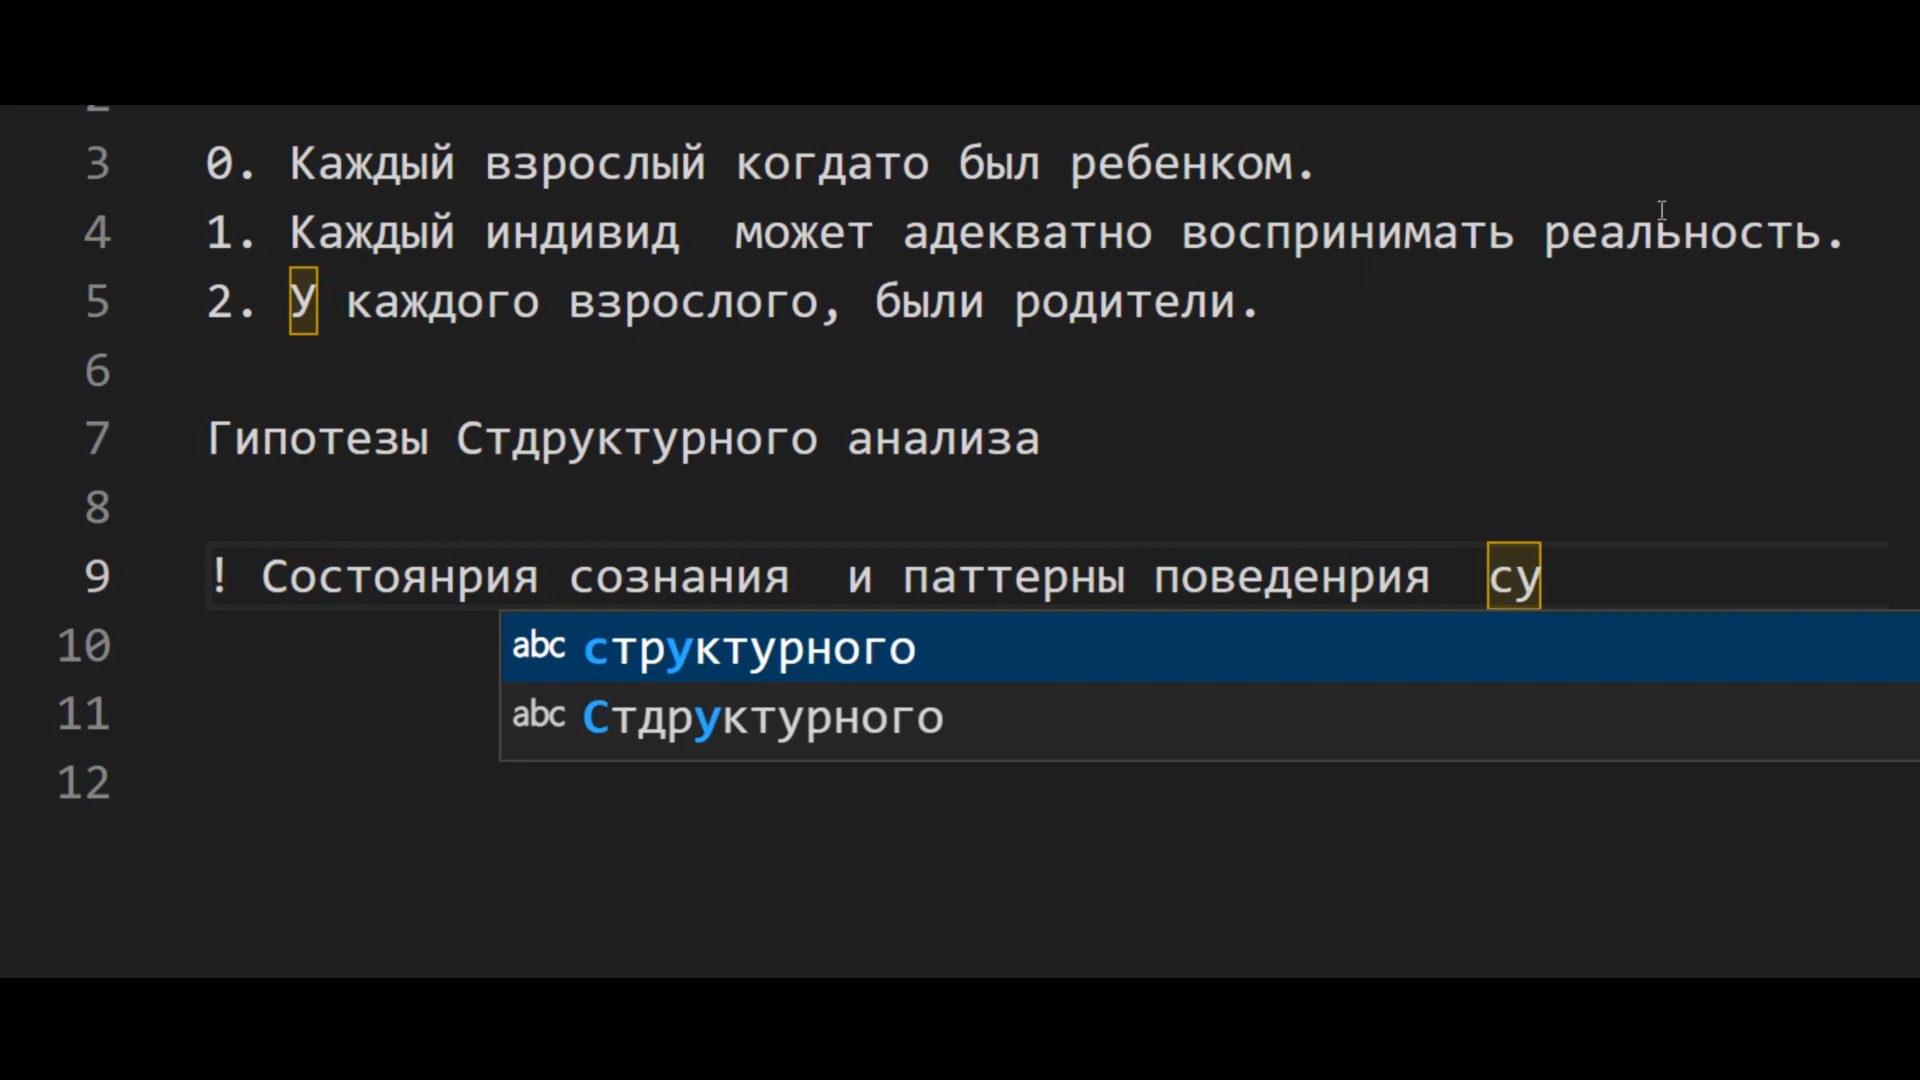 3 0. Каждый взрослый когдато был ребенком.
4 1. Каждый индивид  может адекватно воспринимать реальность.
5 2. У каждого взрослого, были родители.
6
7 Гипотезы Стдруктурного анализа
8
9 ! Состоянрия сознания  и паттерны поведенрия  су
10 abc структурного
11 abc Стдруктурного
12